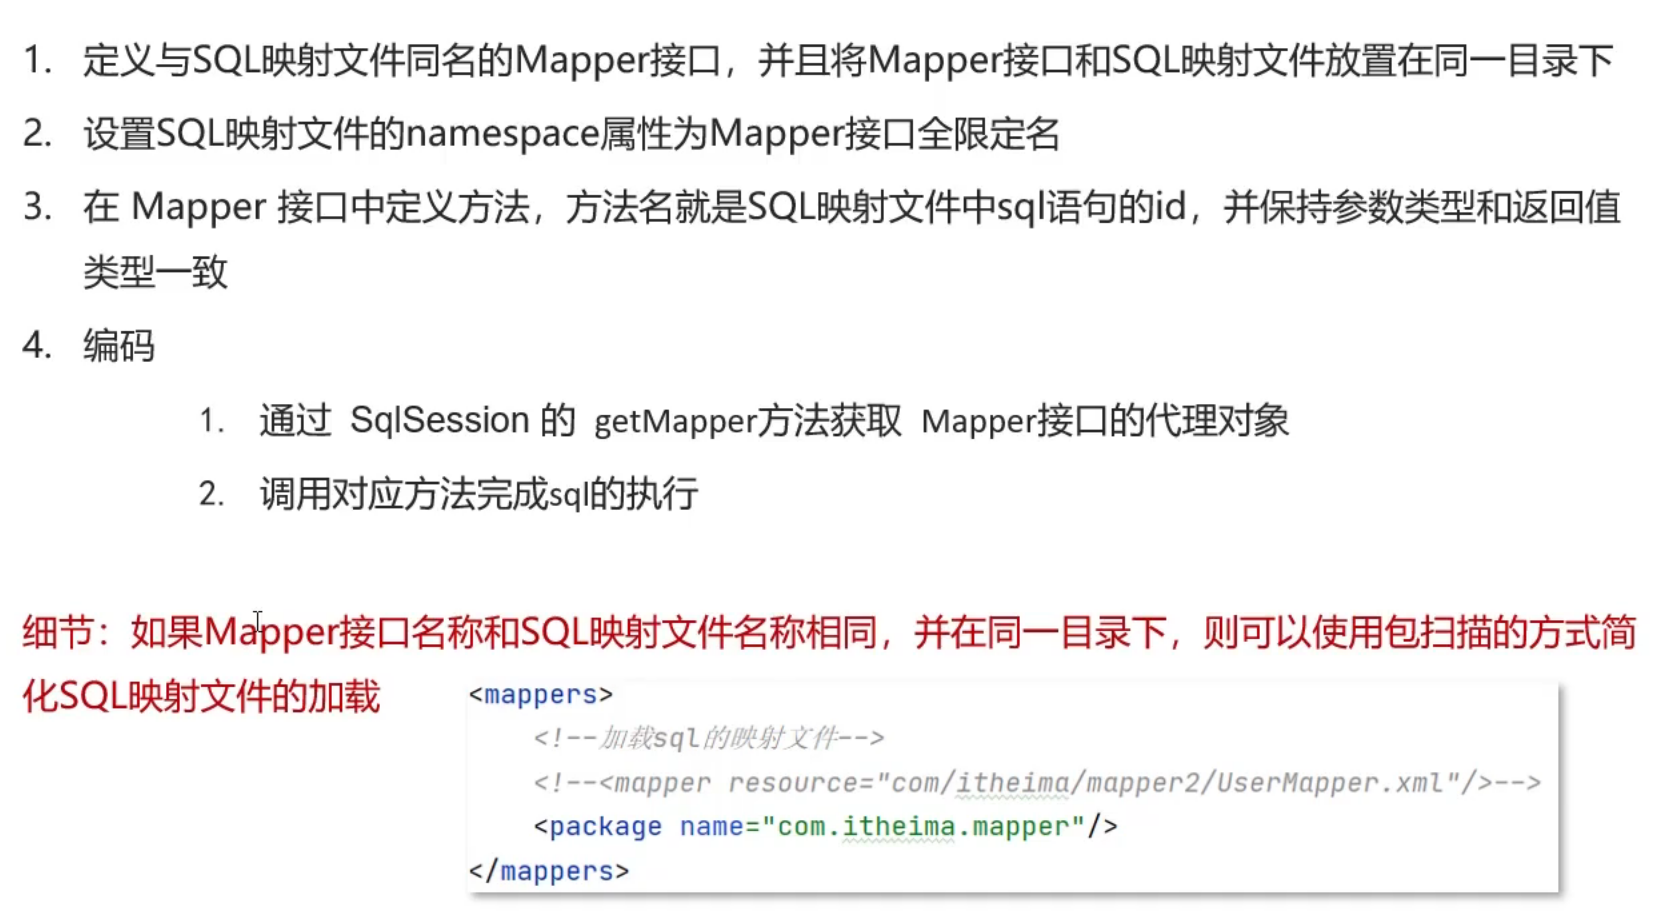 1. 定义与SQL映射文件同名的Mapper接口，并且将Mapper接口和SQL映射文件放置在同一目录下
2. 设置SQL映射文件的namespace属性为Mapper接口全限定名
3. 在 Mapper 接口中定义方法，方法名就是SQL映射文件中sql语句的id，并保持参数类型和返回值
类型一致
4. 编码
1. 通过 SqlSession 的 getMapper方法获取 Mapper接口的代理对象
2. 调用对应方法完成sql的执行
细节：如果Mapper接口名称和SQL映射文件名称相同，并在同一目录下，则可以使用包扫描的方式简
化SQL映射文件的加载
<mappers>
<!--加载sql的映射文件-->
<!--<mapper resource="com/itheima/mapper2/UserMapper.xml"/>-->
<package name="com.itheima.mapper"/>
</mappers>